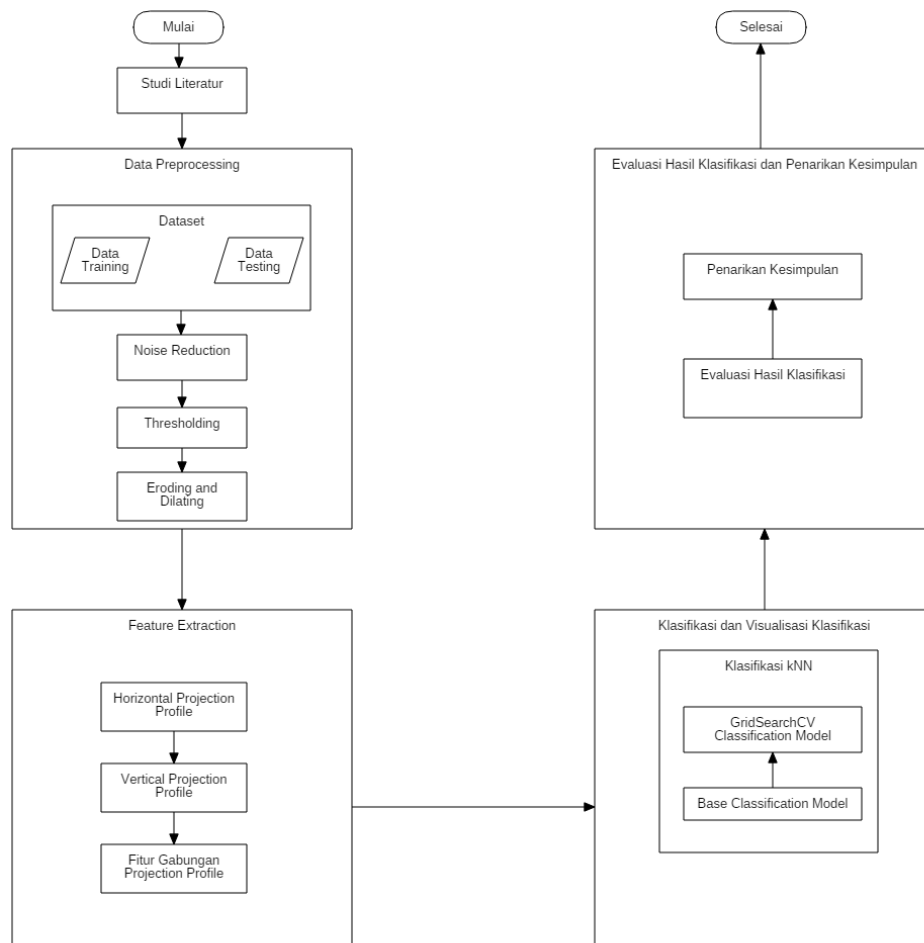 Mulai
Studi Literatur
Data Preprocessing
Dataset
Data
Training
Data
Testing
Noise Reduction
Thresholding
Eroding and
Dilating
Feature Extraction
Horizontal Projection
Profile
Vertical Projection
Profile
Fitur Gabungan
Projection Profile
Klasifikasi dan Visualisasi Klasifikasi
Klasifikasi kNN
GridSearchCV
Classification Model
Base Classification Model
Evaluasi Hasil Klasifikasi dan Penarikan Kesimpulan
Penarikan Kesimpulan
Evaluasi Hasil Klasifikasi
Selesai